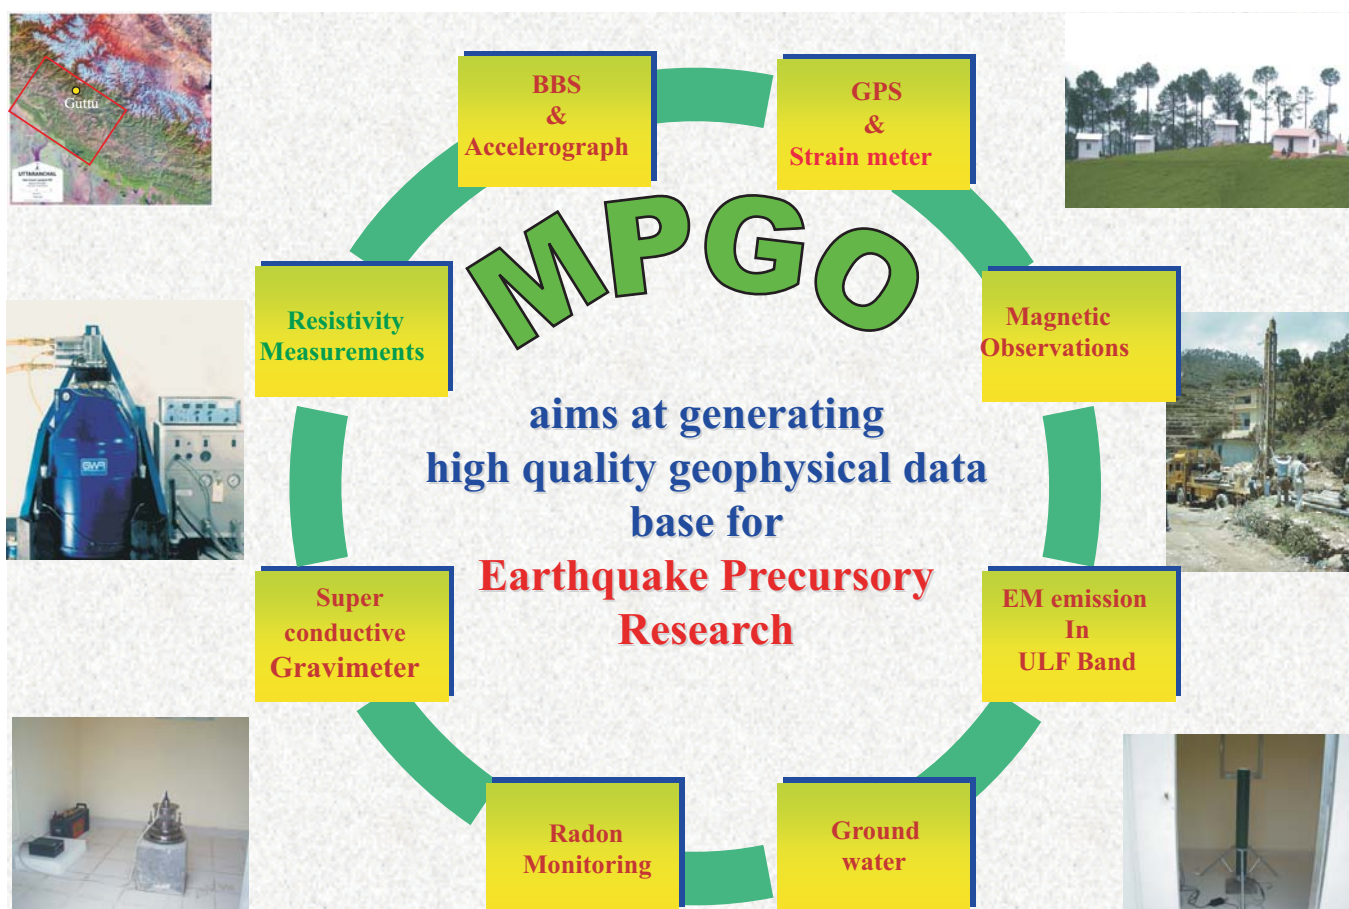 Guttu
UTTARANCHAL
BBS
&
Accelerograph
GPS
&
Strain meter
MPGO
Resistivity
Measurements
Magnetic
Observations
aims at generating
high quality geophysical data
base for
Earthquake Precursory
Research
GWR
Super
conductive
Gravimeter
EM emission
In
ULF Band
Radon
Monitoring
Ground
water